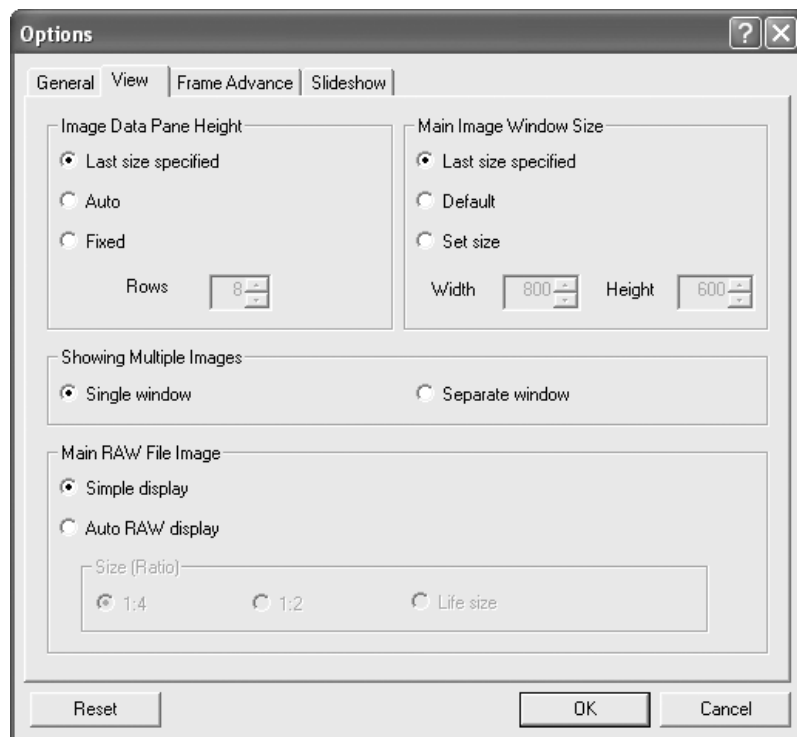 Options
General View Frame Advance Slideshow
Image Data Pane Height
Last size specified
Auto
Fixed
Rows 8
Main Image Window Size
Last size specified
Default
Set size
Width 800 Height 600
Showing Multiple Images
Single window Separate window
Main RAW File Image
Simple display
Auto RAW display
Size (Ratio)
1:4 1:2 Life size
Reset OK Cancel